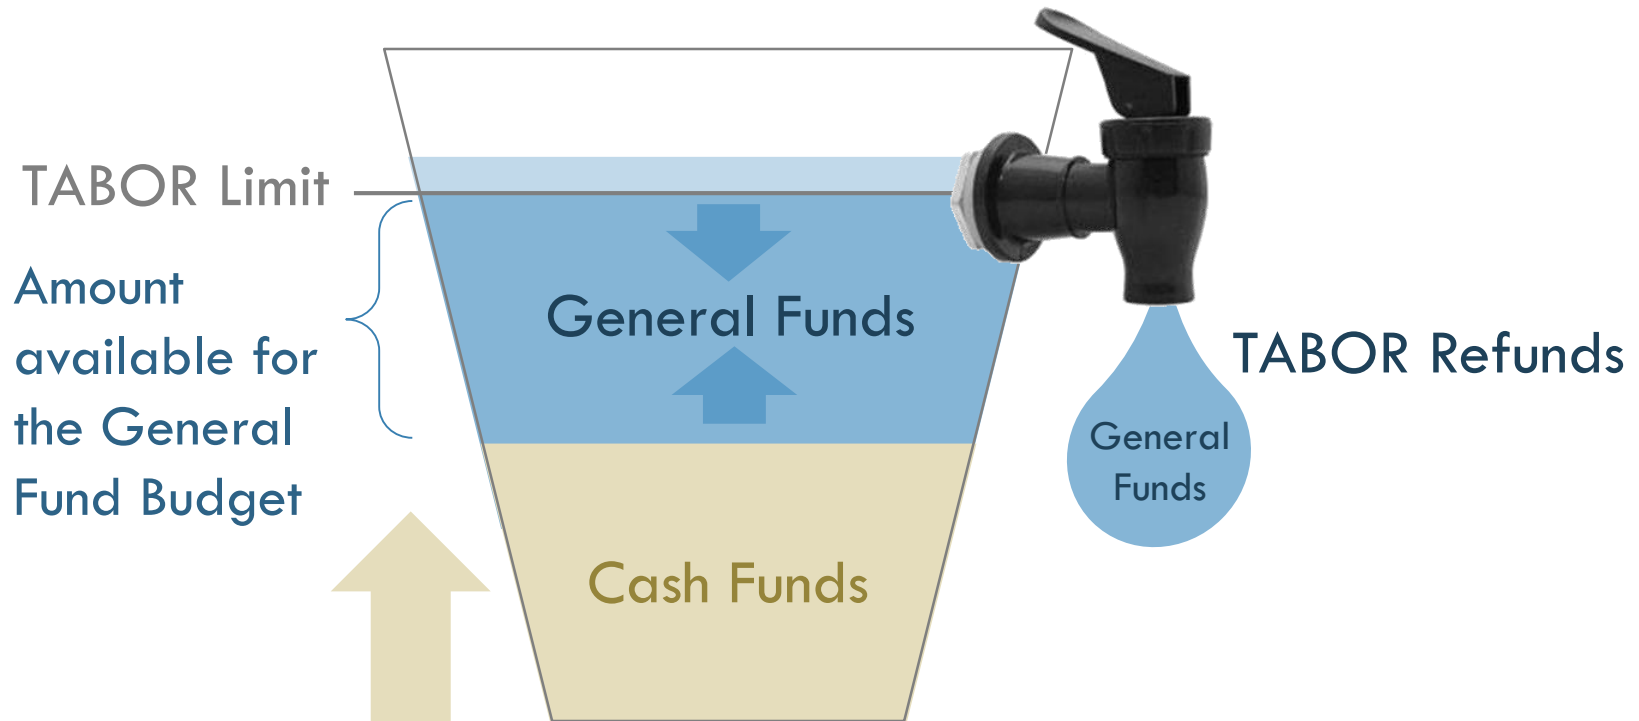 TABOR Limit
Amount
available for
the General
Fund Budget
General Funds
Cash Funds
TABOR Refunds
General
Funds